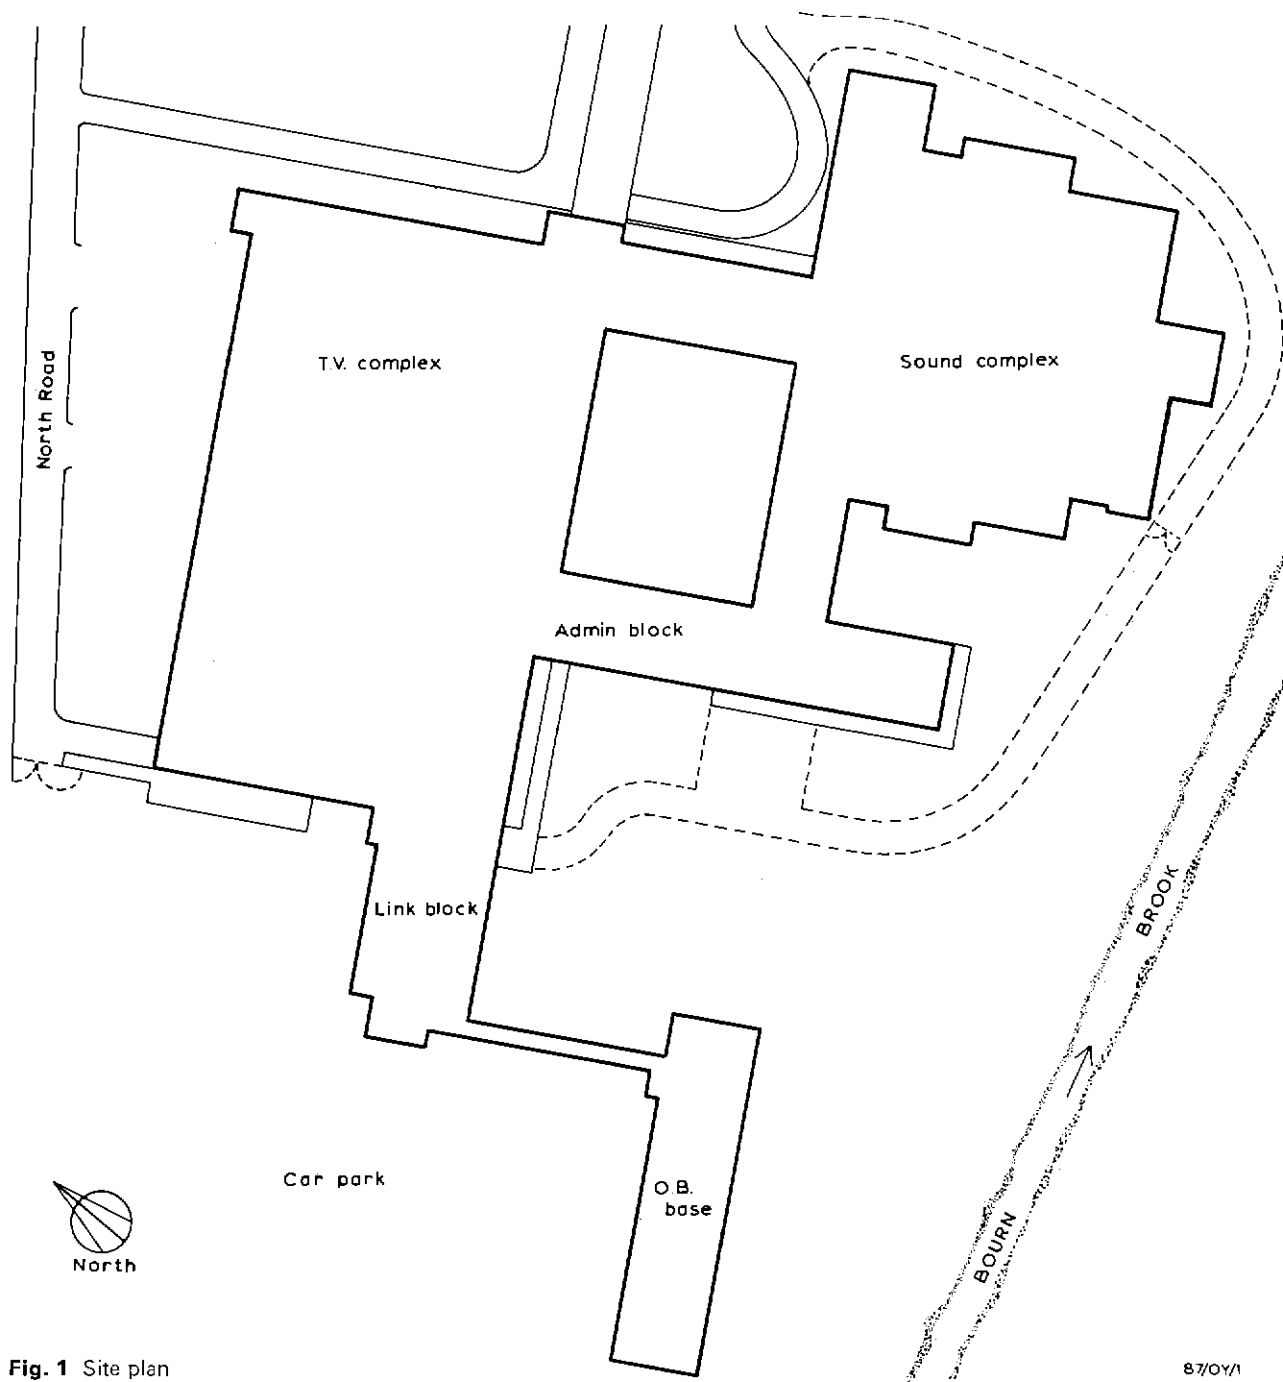 T.V. complex
Sound complex
North Road
Admin block
Link block
BOURN BROOK
Car park
O.B.
base
North
Fig. 1 Site plan
87/OY/1